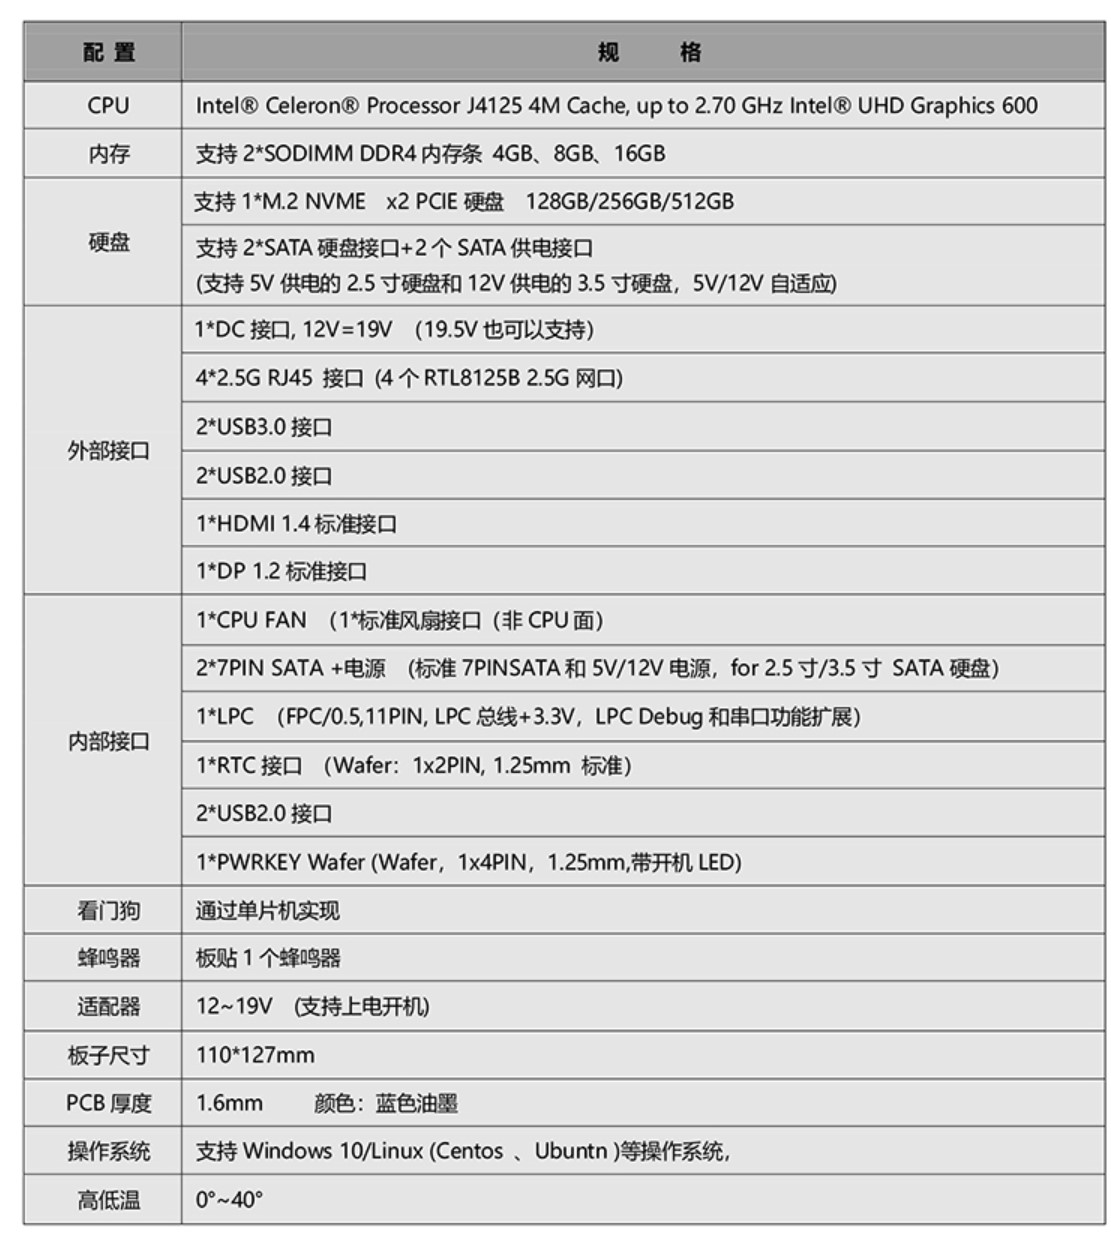 配 置 规 格
CPU Intel® Celeron® Processor J4125 4M Cache, up to 2.70 GHz Intel® UHD Graphics 600
内存 支持 2*SODIMM DDR4 内存条 4GB、8GB、16GB
硬盘 支持 1*M.2 NVME x2 PCIE 硬盘 128GB/256GB/512GB
支持 2*SATA 硬盘接口+2 个 SATA 供电接口
(支持 5V 供电的 2.5 寸硬盘和 12V 供电的 3.5 寸硬盘，5V/12V 自适应)
外部接口 1*DC 接口, 12V=19V （19.5V 也可以支持）
4*2.5G RJ45 接口 (4 个 RTL8125B 2.5G 网口)
2*USB3.0 接口
2*USB2.0 接口
1*HDMI 1.4 标准接口
1*DP 1.2 标准接口
内部接口 1*CPU FAN （1*标准风扇接口（非 CPU 面）
2*7PIN SATA +电源 （标准 7PINSATA 和 5V/12V 电源，for 2.5 寸/3.5 寸 SATA 硬盘）
1*LPC （FPC/0.5,11PIN, LPC 总线+3.3V，LPC Debug 和串口功能扩展）
1*RTC 接口 （Wafer：1x2PIN, 1.25mm 标准）
2*USB2.0 接口
1*PWRKEY Wafer (Wafer，1x4PIN，1.25mm,带开机 LED)
看门狗 通过单片机实现
蜂鸣器 板贴 1 个蜂鸣器
适配器 12~19V (支持上电开机)
板子尺寸 110*127mm
PCB 厚度 1.6mm 颜色：蓝色油墨
操作系统 支持 Windows 10/Linux (Centos 、Ubuntn )等操作系统,
高低温 0°~40°